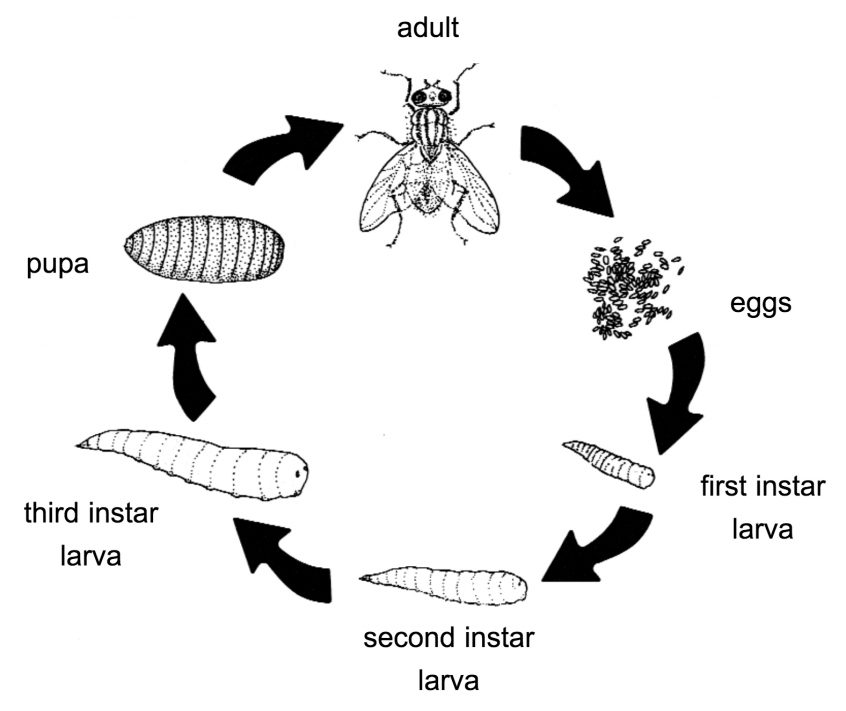 adult
eggs
first instar
larva
second instar
larva
third instar
larva
pupa